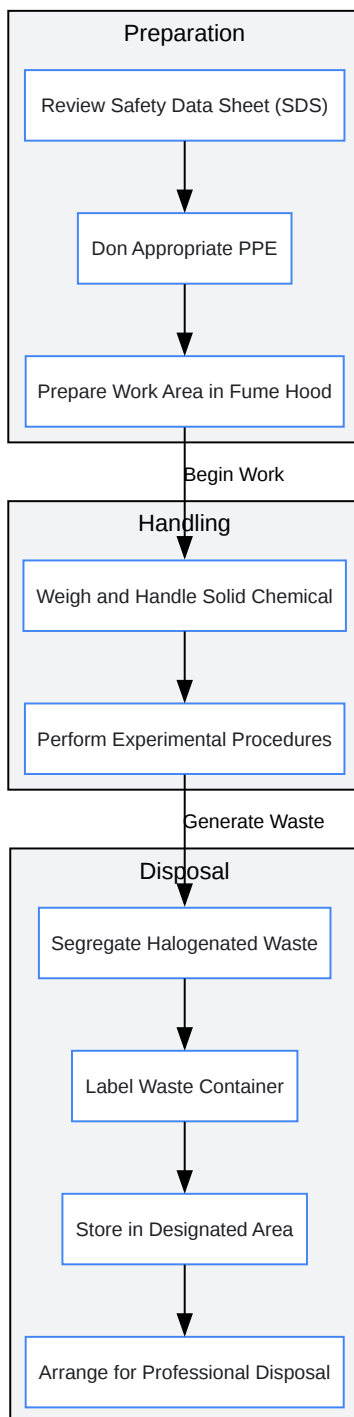 Preparation
Review Safety Data Sheet (SDS)
Don Appropriate PPE
Prepare Work Area in Fume Hood
Begin Work
Handling
Weigh and Handle Solid Chemical
Perform Experimental Procedures
Generate Waste
Disposal
Segregate Halogenated Waste
Label Waste Container
Store in Designated Area
Arrange for Professional Disposal